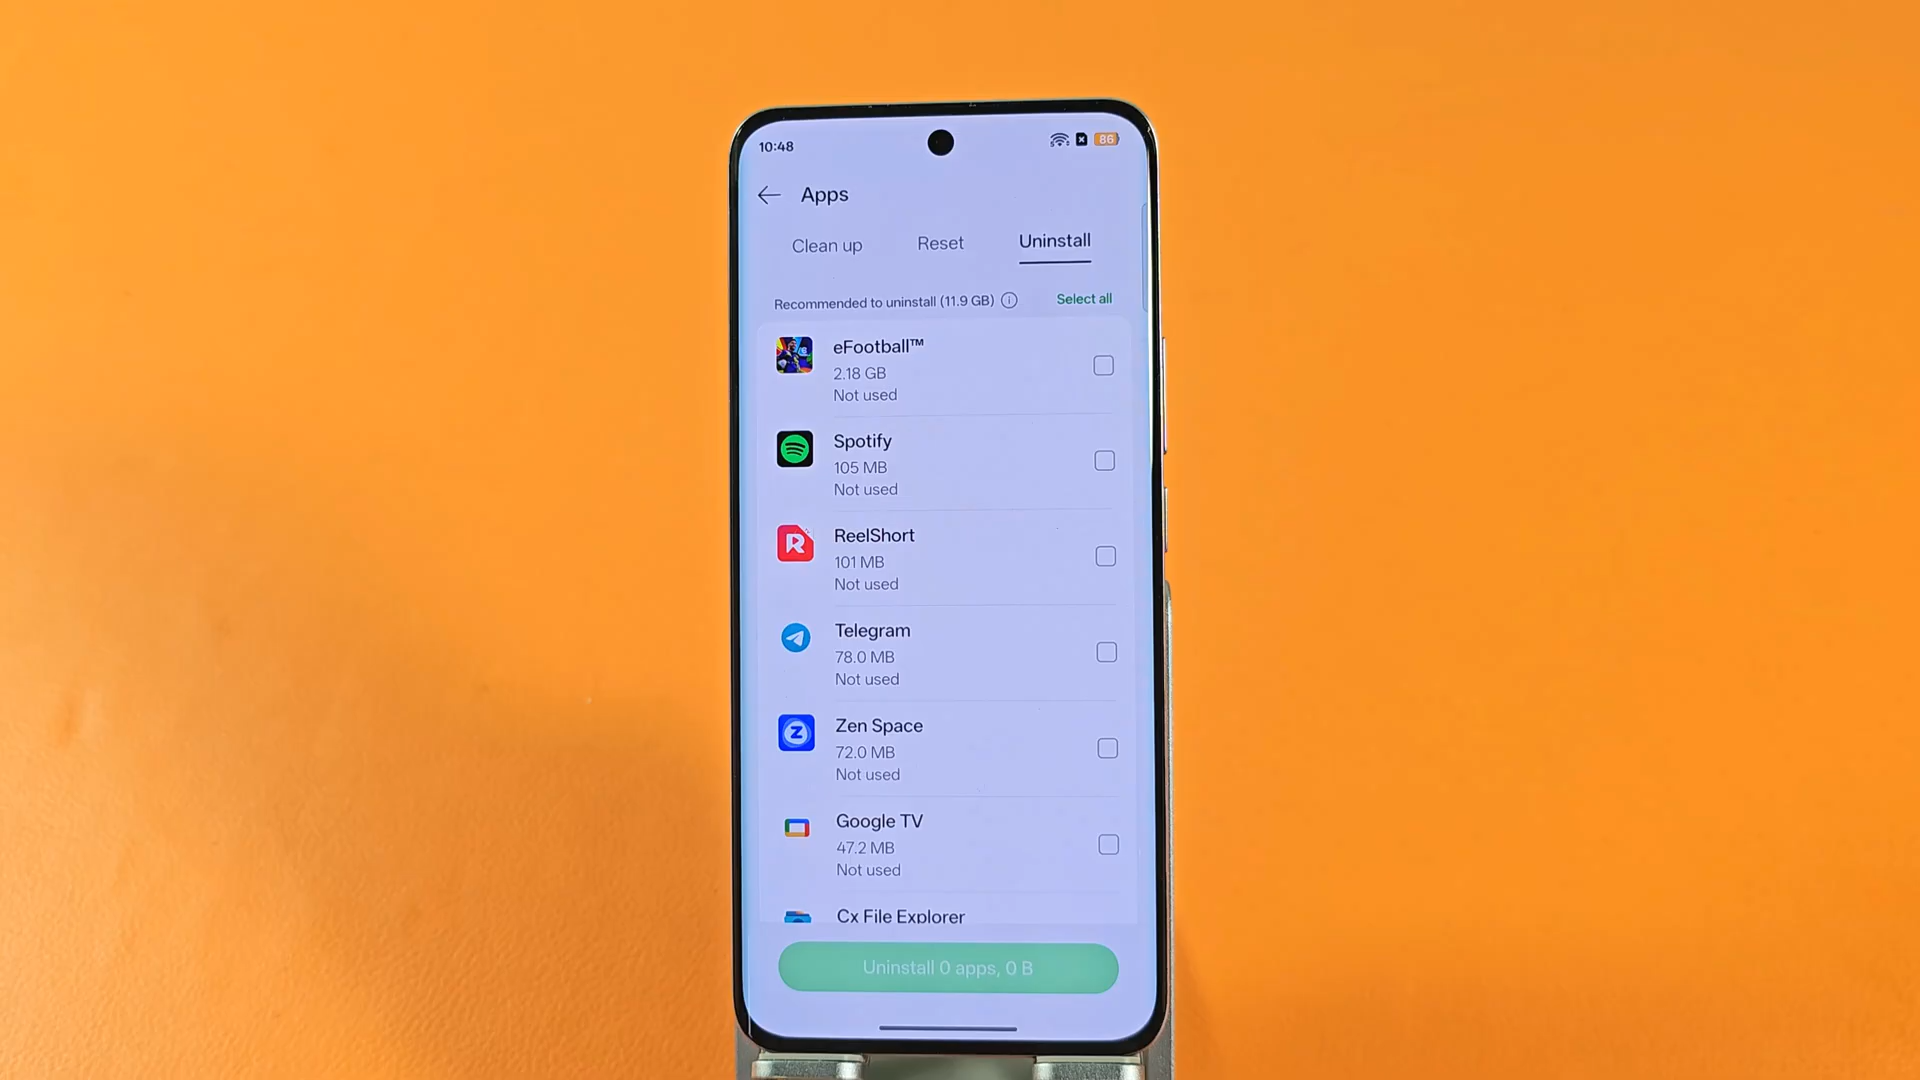 10:48
86
Apps
Clean up
Reset
Uninstall
Recommended to uninstall (11.9 GB)
Select all
eFootball™
2.18 GB
Not used
Spotify
105 MB
Not used
R
ReelShort
101 MB
Not used
Telegram
78.0 MB
Not used
Z
Zen Space
72.0 MB
Not used
Google TV
47.2 MB
Not used
Cx File Explorer
Uninstall 0 apps, 0 B